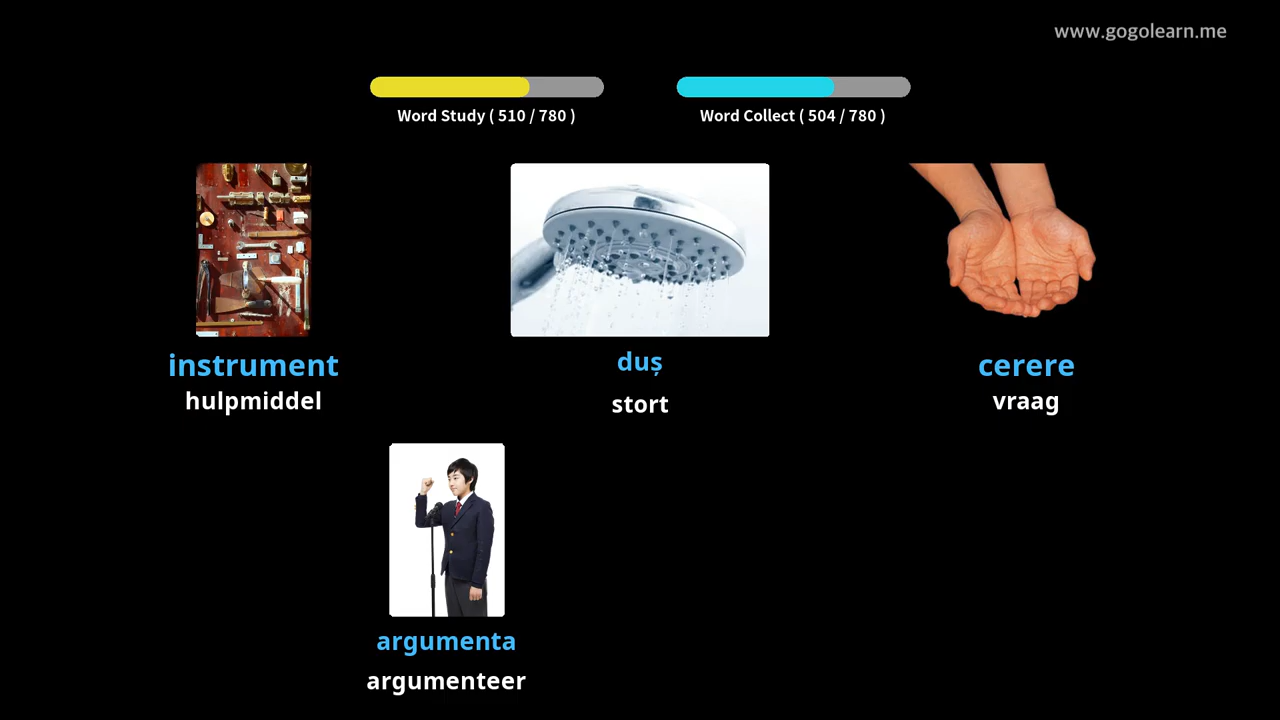 www.gogolearn.me
Word Study ( 510 / 780 )
Word Collect ( 504 / 780 )
instrument
hulpmiddel
duș
stort
cerere
vraag
argumenta
argumenteer